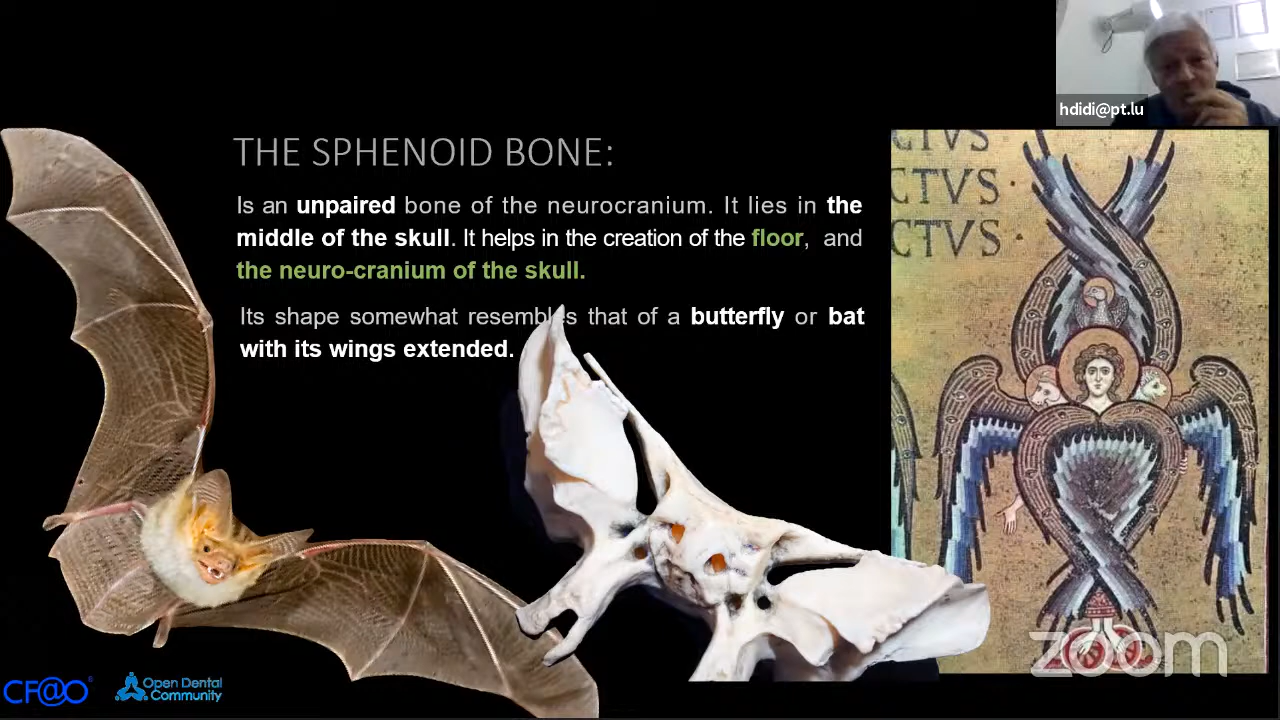 hdidi@pt.lu
THE SPHENOID BONE:
Is an unpaired bone of the neurocranium. It lies in the
middle of the skull. It helps in the creation of the floor, and
the neuro-cranium of the skull.
Its shape somewhat resembles that of a butterfly or bat
with its wings extended.
CTVS
CTVS ·
CTVS ·
zoom
CF@O®
Open Dental
Community